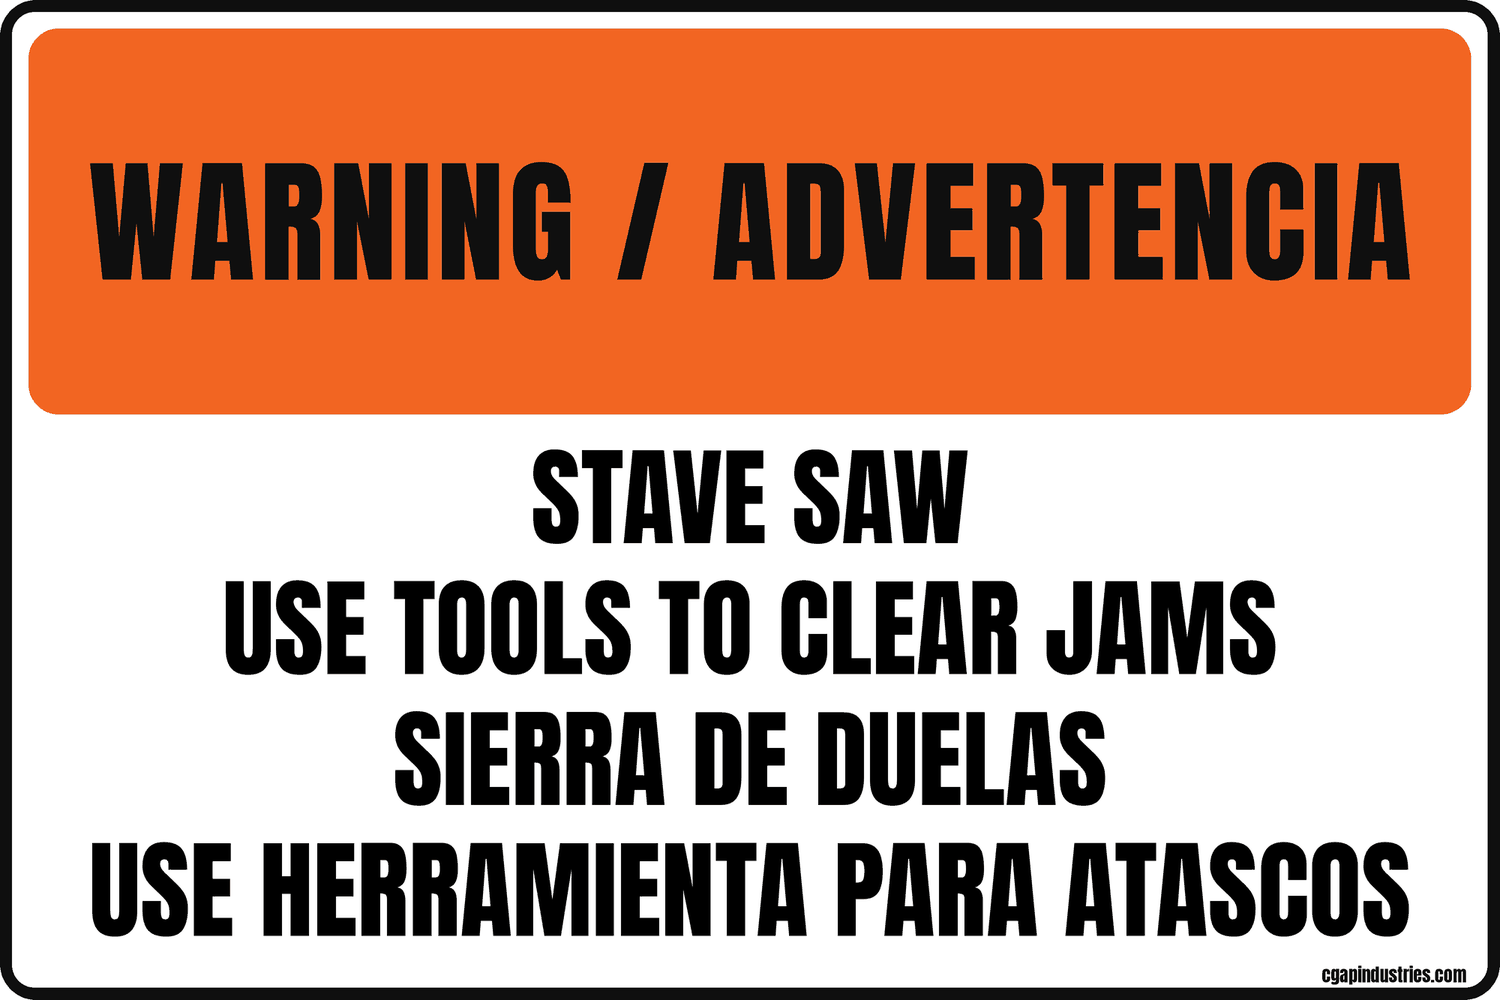 WARNING / ADVERTENCIA
STAVE SAW
USE TOOLS TO CLEAR JAMS
SIERRA DE DUELAS
USE HERRAMIENTA PARA ATASCOS
cgapindustries.com